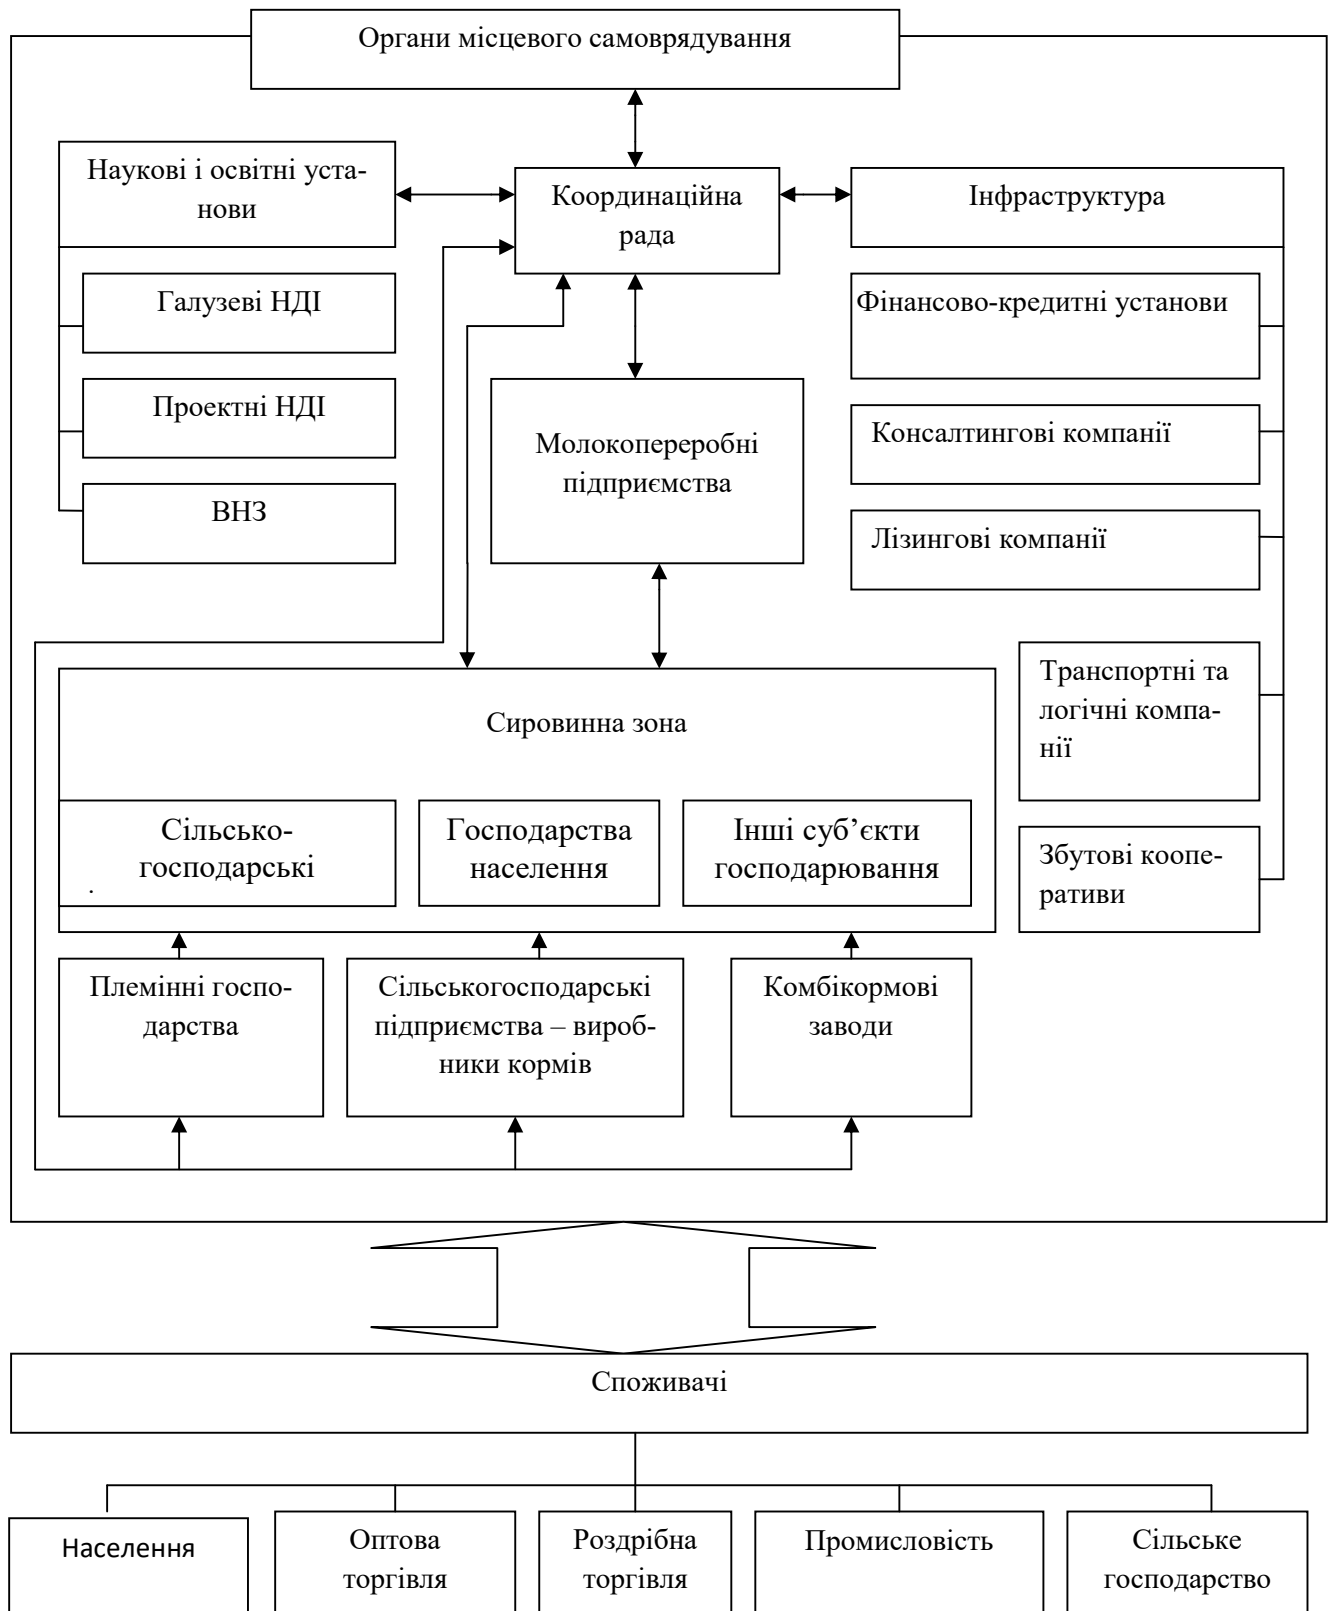 Органи місцевого самоврядування
Наукові і освітні уста-
нови
Координаційна
рада
Інфраструктура
Галузеві НДІ
Проектні НДІ
ВНЗ
Молокопереробні
підприємства
Фінансово-кредитні установи
Консалтингові компанії
Лізингові компанії
Транспортні та
логічні компа-
нії
Збутові коопе-
ративи
Сировинна зона
Сільсько-
господарські
.
Господарства
населення
Інші суб’єкти
господарювання
Племінні госпо-
дарства
Сільськогосподарські
підприємства – вироб-
ники кормів
Комбікормові
заводи
Споживачі
Населення
Оптова
торгівля
Роздрібна
торгівля
Промисловість
Сільське
господарство